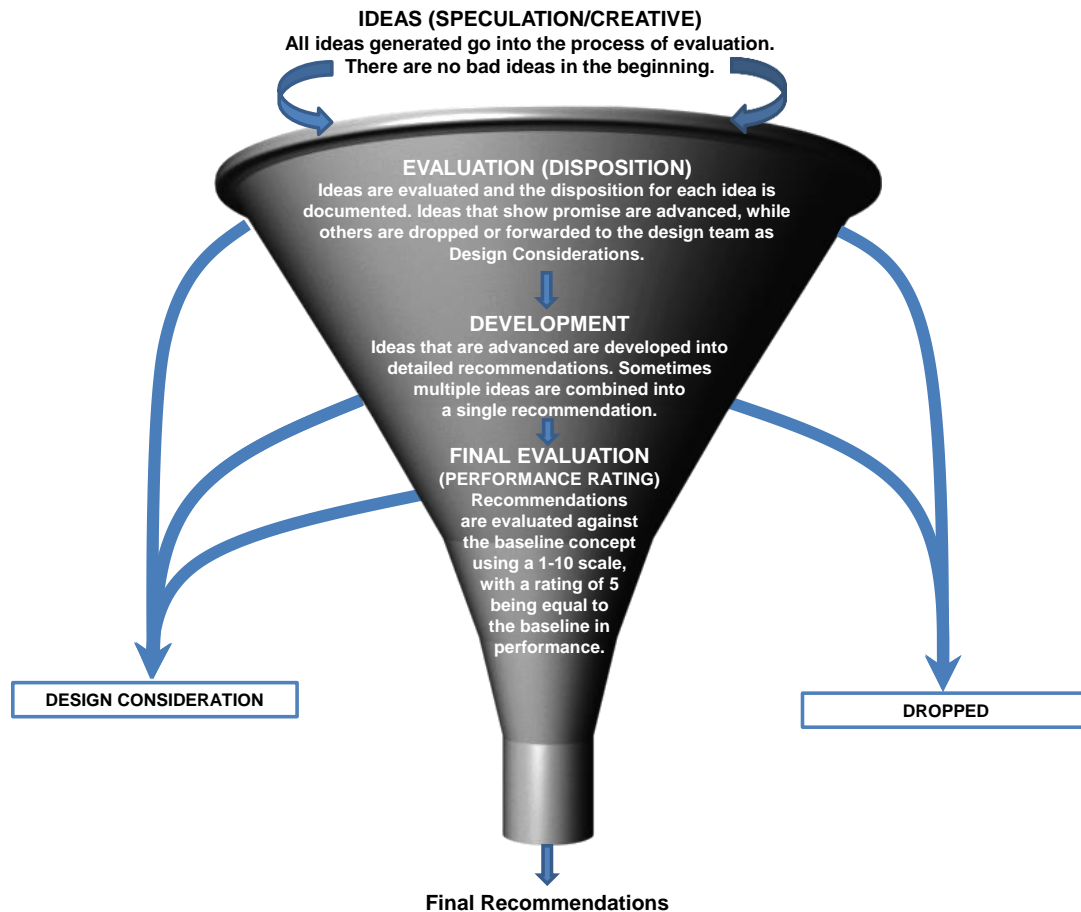 IDEAS (SPECULATION/CREATIVE)
All ideas generated go into the process of evaluation.
There are no bad ideas in the beginning.
EVALUATION (DISPOSITION)
Ideas are evaluated and the disposition for each idea is
documented. Ideas that show promise are advanced, while
others are dropped or forwarded to the design team as
Design Considerations.
DEVELOPMENT
Ideas that are advanced are developed into
detailed recommendations. Sometimes
multiple ideas are combined into
a single recommendation.
FINAL EVALUATION
(PERFORMANCE RATING)
Recommendations
are evaluated against
the baseline concept
using a 1-10 scale,
with a rating of 5
being equal to
the baseline in
performance.
DESIGN CONSIDERATION
DROPPED
Final Recommendations